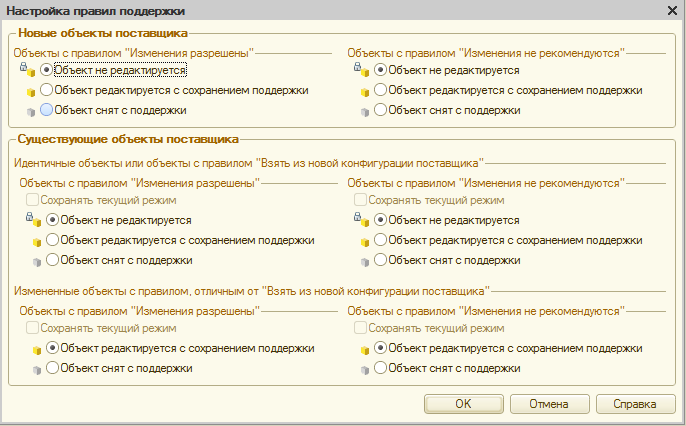 Настройка правил поддержки
Новые объекты поставщика
Объекты с правилом "Изменения разрешены"
Объект не редактируется
Объект редактируется с сохранением поддержки
Объект снят с поддержки
Объекты с правилом "Изменения не рекомендуются"
Объект не редактируется
Объект редактируется с сохранением поддержки
Объект снят с поддержки
Существующие объекты поставщика
Идентичные объекты или объекты с правилом "Взять из новой конфигурации поставщика"
Объекты с правилом "Изменения разрешены"
Сохранять текущий режим
Объект не редактируется
Объект редактируется с сохранением поддержки
Объект снят с поддержки
Объекты с правилом "Изменения не рекомендуются"
Сохранять текущий режим
Объект не редактируется
Объект редактируется с сохранением поддержки
Объект снят с поддержки
Измененные объекты с правилом, отличным от "Взять из новой конфигурации поставщика"
Объекты с правилом "Изменения разрешены"
Сохранять текущий режим
Объект редактируется с сохранением поддержки
Объект снят с поддержки
Объекты с правилом "Изменения не рекомендуются"
Сохранять текущий режим
Объект редактируется с сохранением поддержки
Объект снят с поддержки
OK
Отмена
Справка